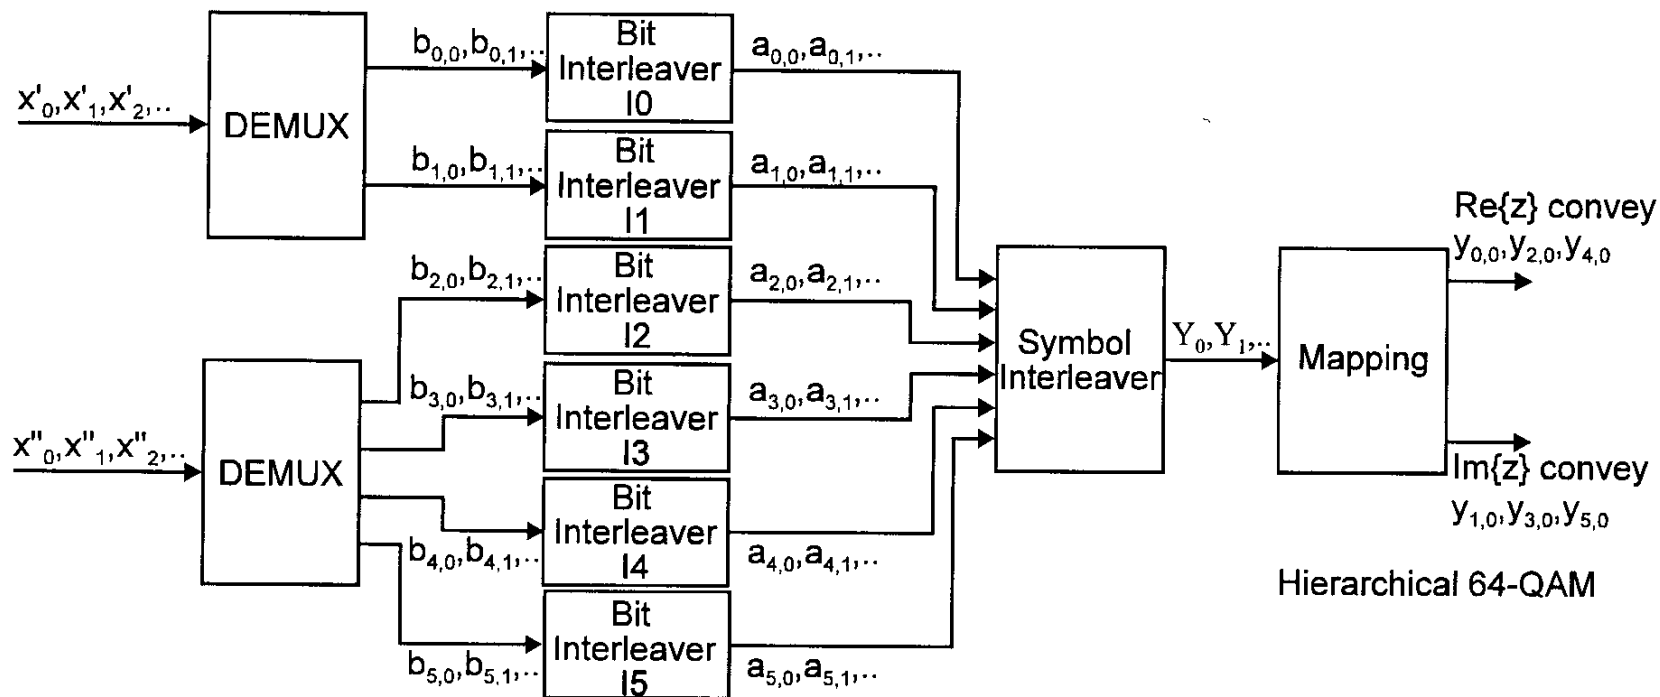 x'₀,x'₁,x'₂,..
DEMUX
b₀,₀,b₀,₁,..
Bit
Interleaver
I0
a₀,₀,a₀,₁,..
b₁,₀,b₁,₁,..
Bit
Interleaver
I1
a₁,₀,a₁,₁,..
x"₀,x"₁,x"₂,..
DEMUX
b₂,₀,b₂,₁,..
Bit
Interleaver
I2
a₂,₀,a₂,₁,..
b₃,₀,b₃,₁,..
Bit
Interleaver
I3
a₃,₀,a₃,₁,..
b₄,₀,b₄,₁,..
Bit
Interleaver
I4
a₄,₀,a₄,₁,..
b₅,₀,b₅,₁,..
Bit
Interleaver
I5
a₅,₀,a₅,₁,..
Symbol
Interleaver
Y₀,Y₁,..
Mapping
Re{z} convey
y₀,₀,y₂,₀,y₄,₀
Im{z} convey
y₁,₀,y₃,₀,y₅,₀
Hierarchical 64-QAM